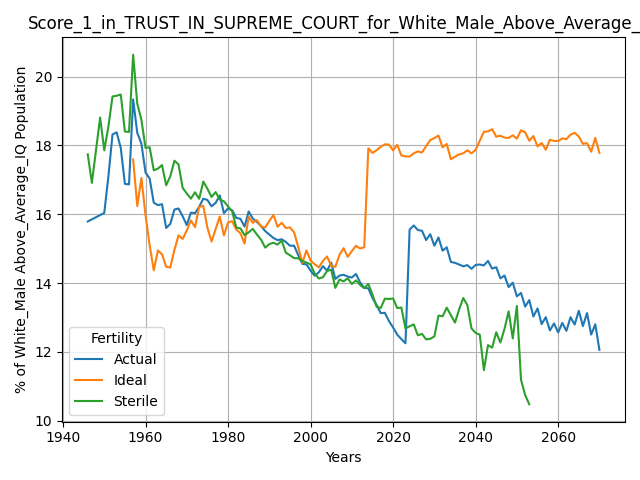 Score_1_in_TRUST_IN_SUPREME_COURT_for_White_Male_Above_Average_
% of White_Male Above_Average_IQ Population
20
18
16
14
12
10
Fertility
Actual
Ideal
Sterile
1940 1960 1980 2000 2020 2040 2060
Years